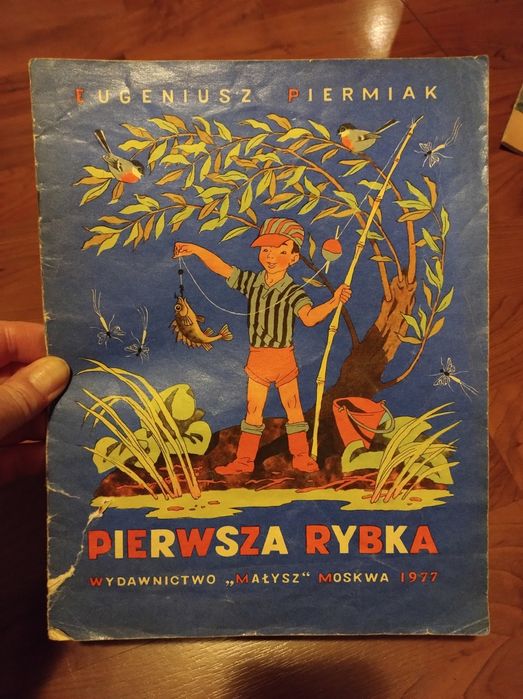 EUGENIUSZ PIERMIAK
PIERWSZA RYBKA
WYDAWNICTWO „MAŁYSZ“ MOSKWA 1977